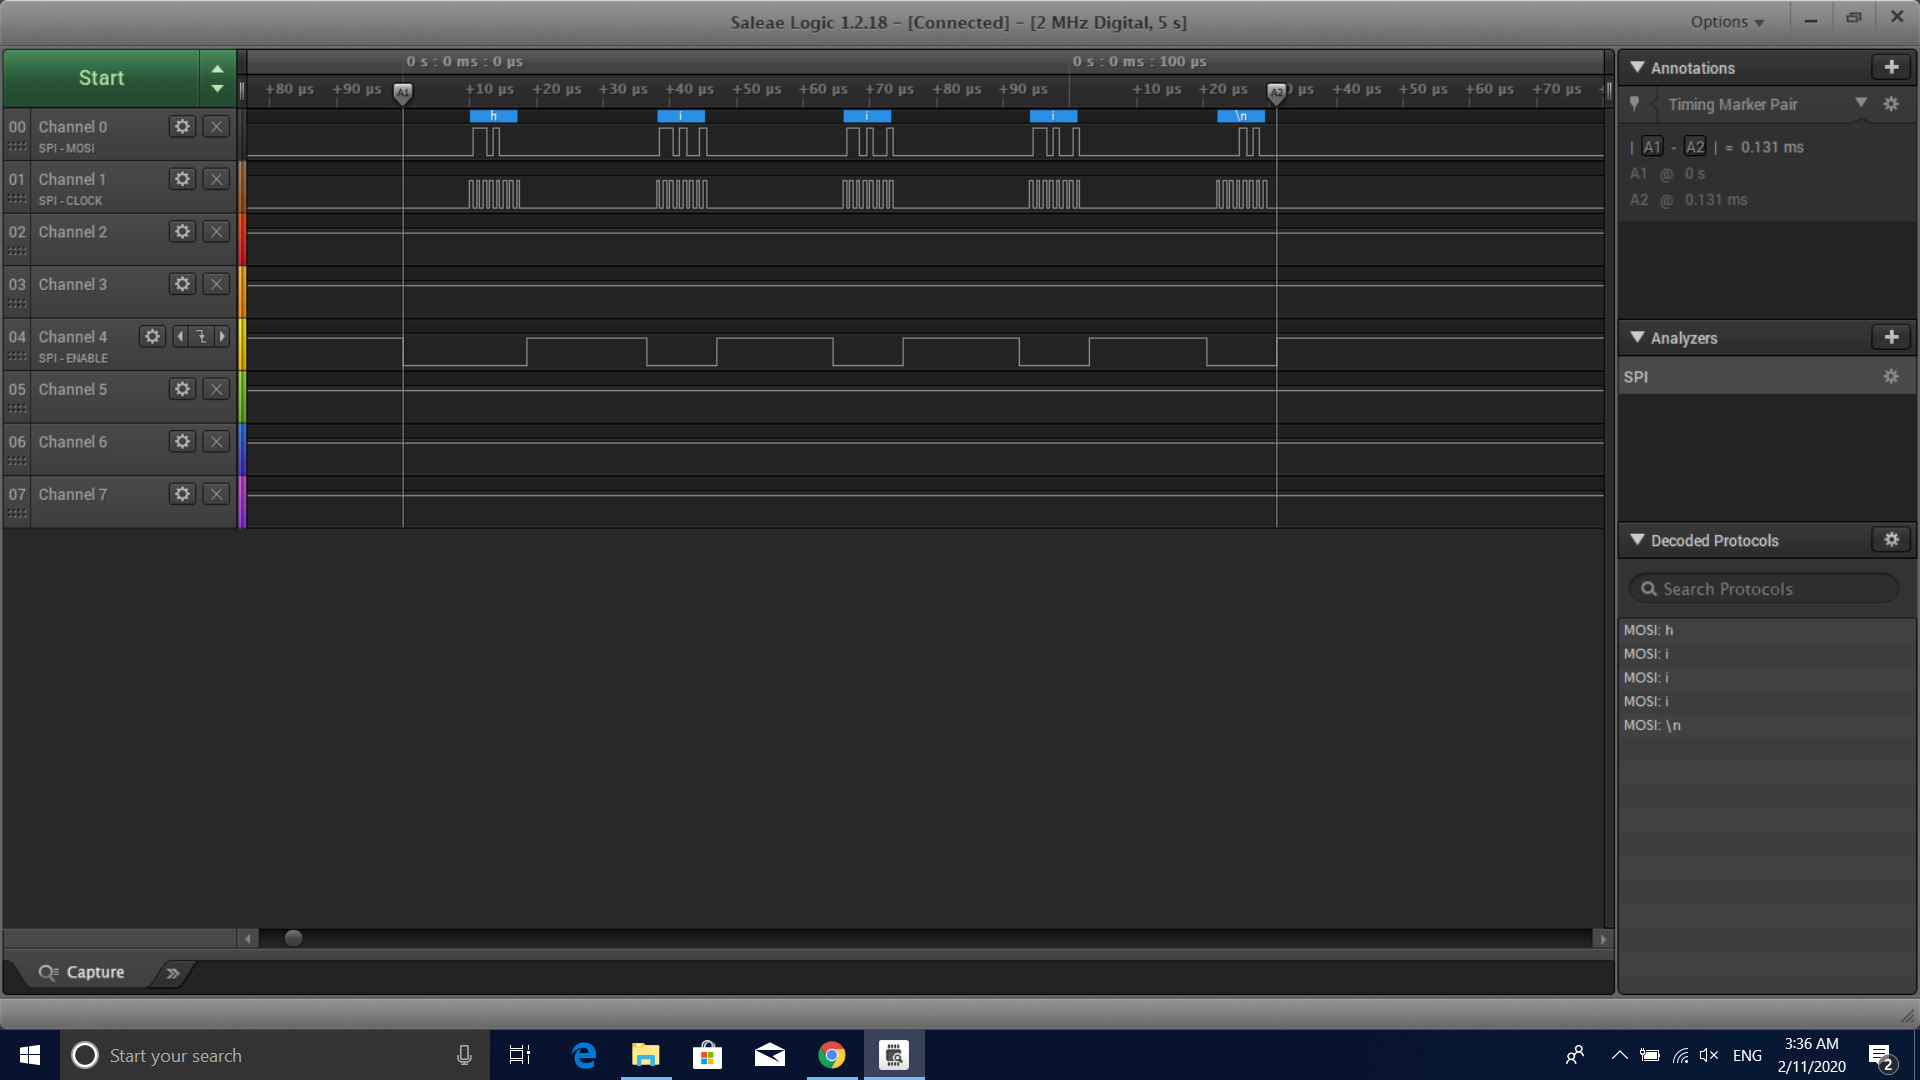 Saleae Logic 1.2.18 - [Connected] - [2 MHz Digital, 5 s]
Options
Start
0 s : 0 ms : 0 µs
0 s : 0 ms : 100 µs
+80 µs
+90 µs
A1
+10 µs
+20 µs
+30 µs
+40 µs
+50 µs
+60 µs
+70 µs
+80 µs
+90 µs
+10 µs
+20 µs
A2
0 µs
+40 µs
+50 µs
+60 µs
+70 µs
h
i
i
i
\n
00 Channel 0
SPI - MOSI
01 Channel 1
SPI - CLOCK
02 Channel 2
03 Channel 3
04 Channel 4
SPI - ENABLE
05 Channel 5
06 Channel 6
07 Channel 7
Capture
Annotations
Timing Marker Pair
| A1 - A2 | = 0.131 ms
A1 @ 0 s
A2 @ 0.131 ms
Analyzers
SPI
Decoded Protocols
Search Protocols
MOSI: h
MOSI: i
MOSI: i
MOSI: i
MOSI: \n
Start your search
ENG
3:36 AM
2/11/2020
2